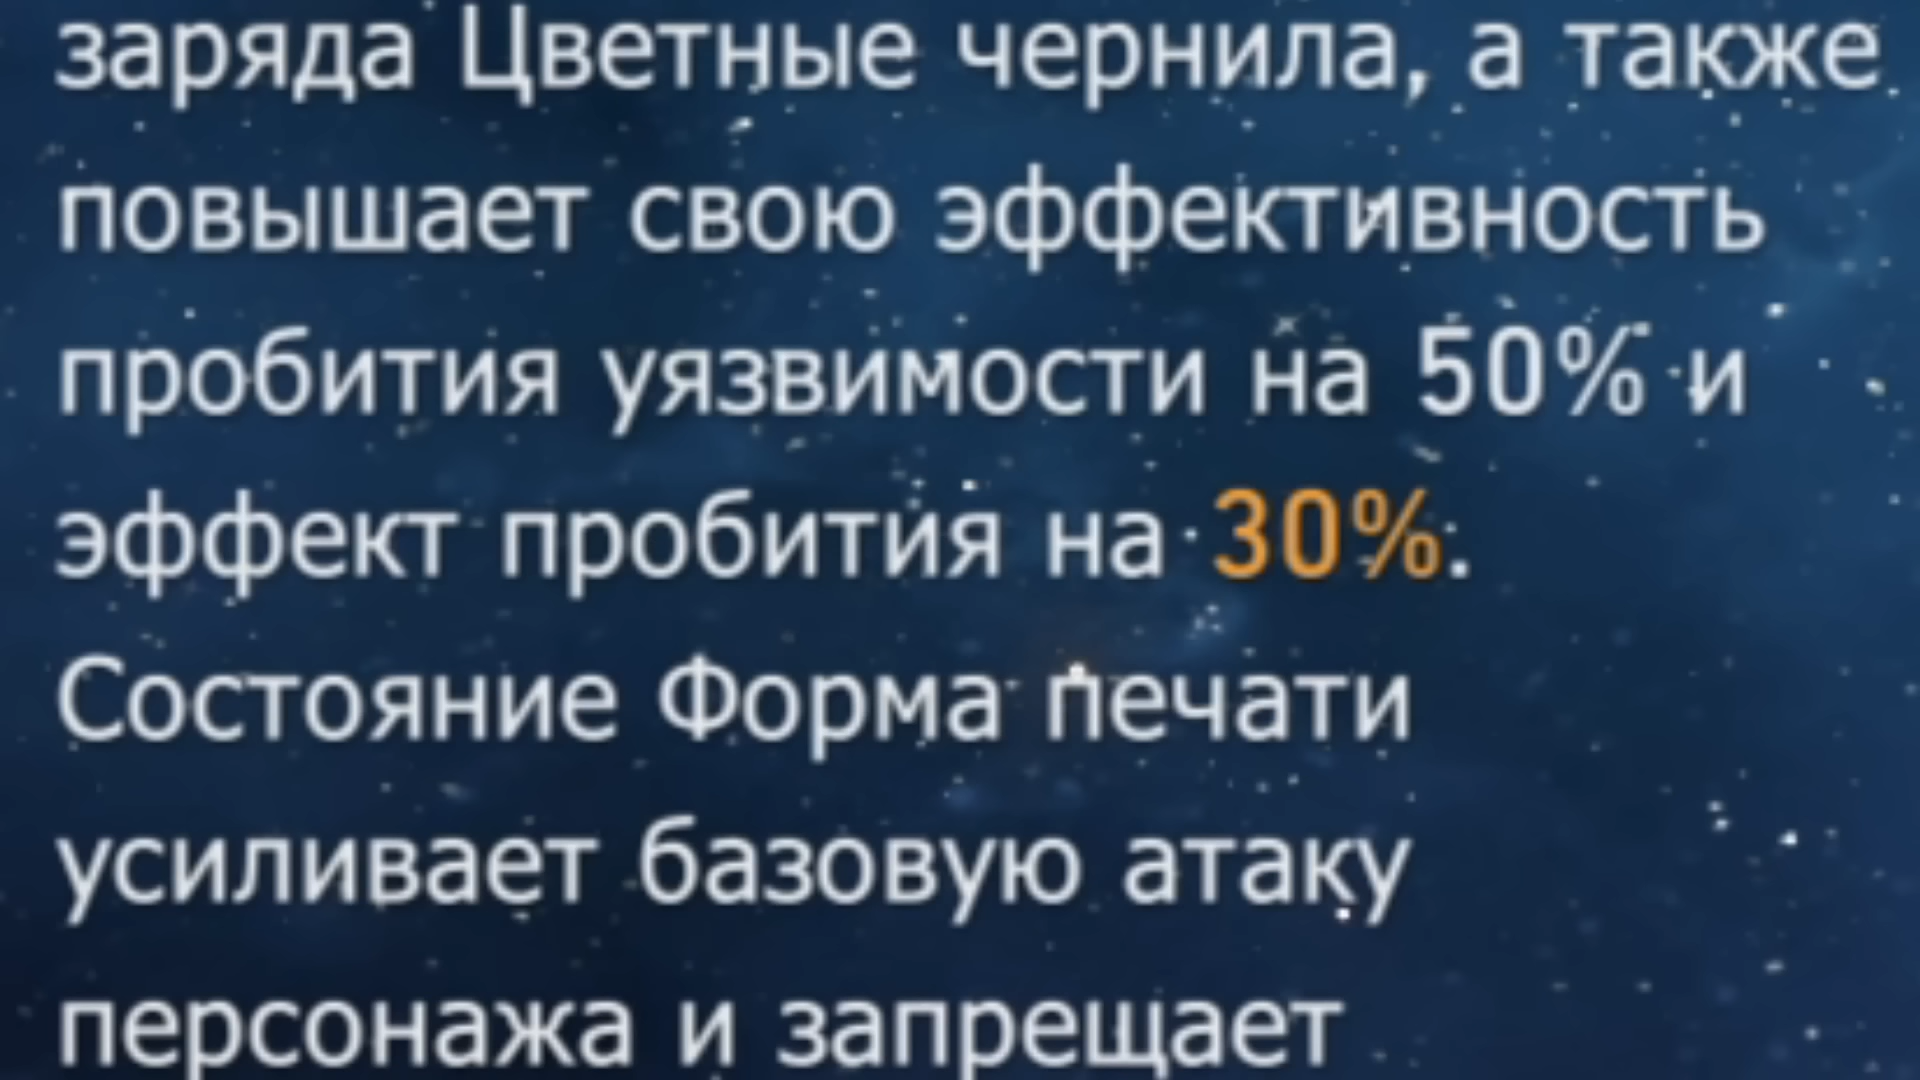 заряда Цветные чернила, а также
повышает свою эффективность
пробития уязвимости на 50% и
эффект пробития на 30%.
Состояние Форма печати
усиливает базовую атаку
персонажа и запрещает